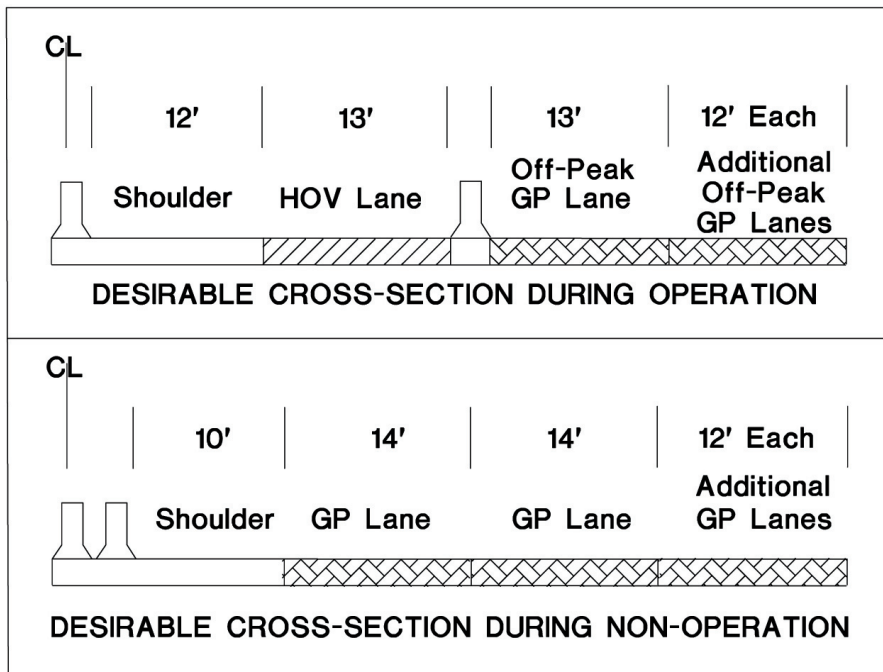 CL
12' 13' 13' 12' Each
Shoulder HOV Lane Off-Peak
GP Lane Additional
Off-Peak
GP Lanes
DESIRABLE CROSS-SECTION DURING OPERATION
CL
10' 14' 14' 12' Each
Shoulder GP Lane GP Lane Additional
GP Lanes
DESIRABLE CROSS-SECTION DURING NON-OPERATION